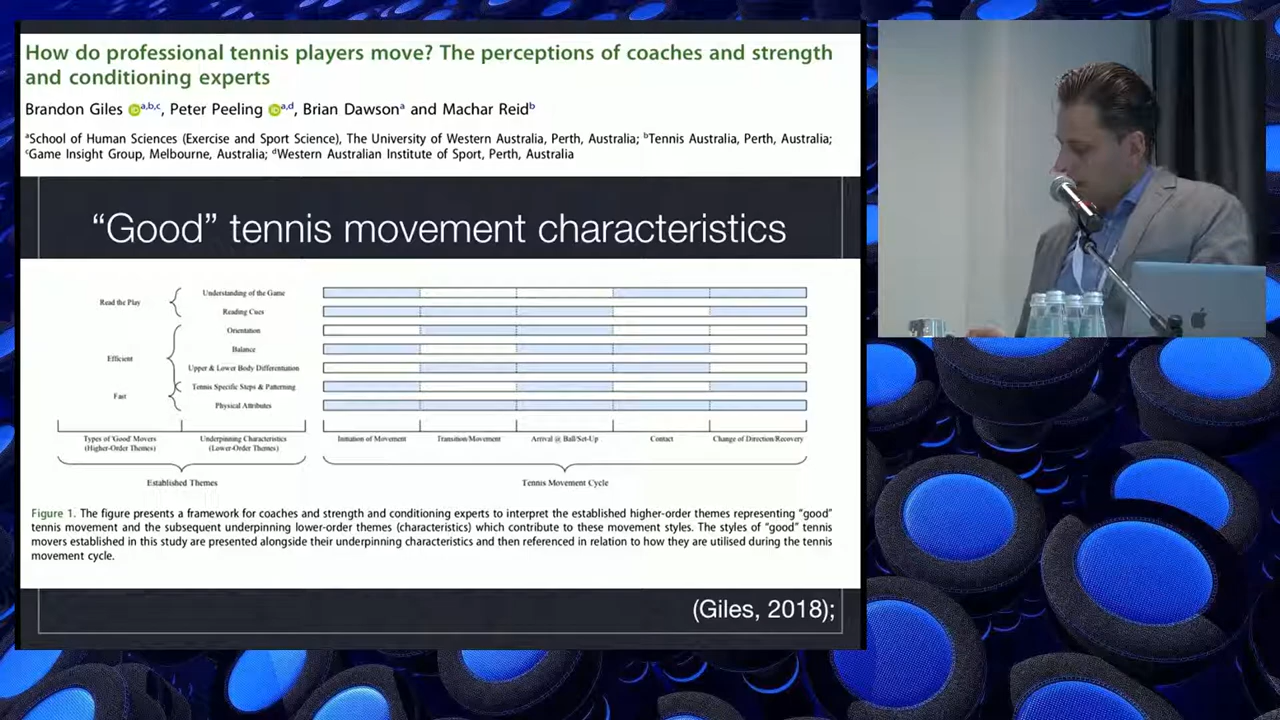 How do professional tennis players move? The perceptions of coaches and strength
and conditioning experts
Brandon Giles a,b,c, Peter Peeling a,d, Brian Dawson a and Machar Reid b
aSchool of Human Sciences (Exercise and Sport Science), The University of Western Australia, Perth, Australia; bTennis Australia, Perth, Australia;
cGame Insight Group, Melbourne, Australia; dWestern Australian Institute of Sport, Perth, Australia
“Good” tennis movement characteristics
Read the Play
Understanding of the Game
Reading Cues
Efficient
Orientation
Balance
Upper & Lower Body Differentiation
Fast
Tennis Specific Steps & Patterning
Physical Attributes
Types of 'Good' Movers
(Higher-Order Themes)
Underpinning Characteristics
(Lower-Order Themes)
Initiation of Movement
Transition/Movement
Arrival @ Ball/Set-Up
Contact
Change of Direction/Recovery
Established Themes
Tennis Movement Cycle
Figure 1. The figure presents a framework for coaches and strength and conditioning experts to interpret the established higher-order themes representing “good”
tennis movement and the subsequent underpinning lower-order themes (characteristics) which contribute to these movement styles. The styles of “good” tennis
movers established in this study are presented alongside their underpinning characteristics and then referenced in relation to how they are utilised during the tennis
movement cycle.
(Giles, 2018);